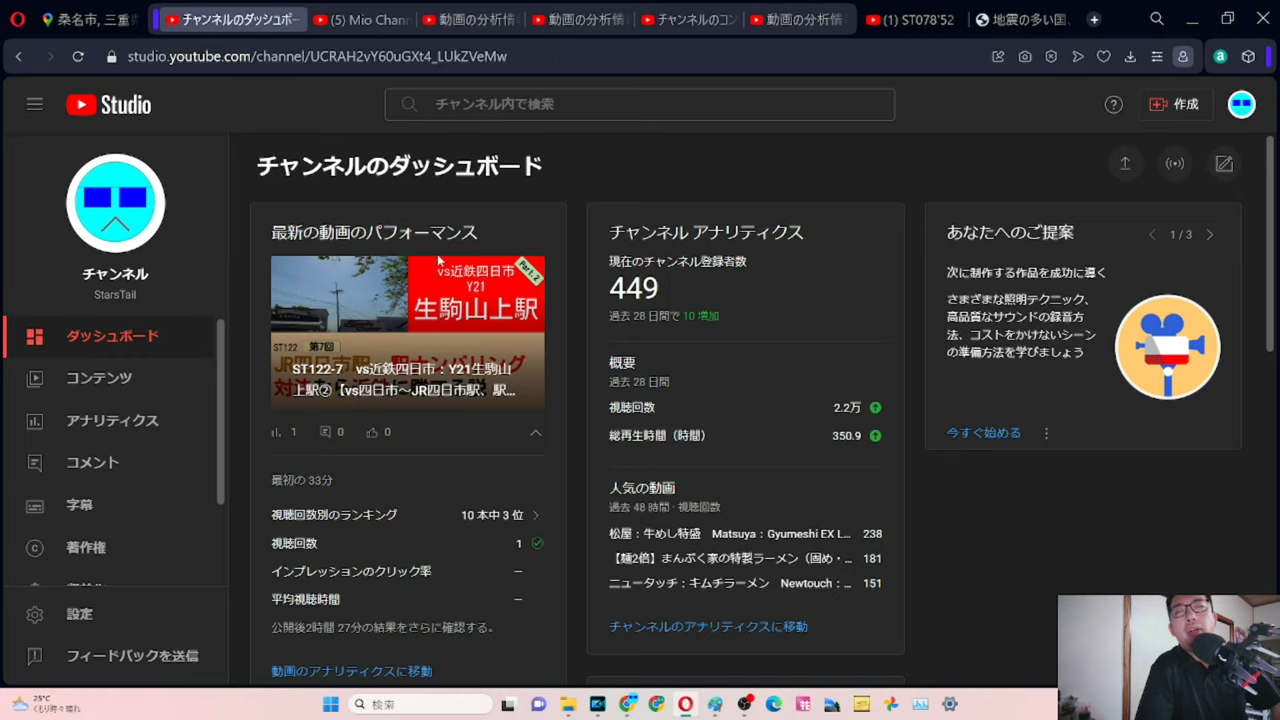 桑名市, 三重県
チャンネルのダッシュボー
(5) Mio Chann
動画の分析情
動画の分析情
チャンネルのコン
動画の分析情
(1) ST078'52
地震の多い国、
studio.youtube.com/channel/UCRAH2vY60uGXt4_LUkZVeMw
Studio
チャンネル内で検索
作成
チャンネル
StarsTail
ダッシュボード
コンテンツ
アナリティクス
コメント
字幕
著作権
設定
フィードバックを送信
チャンネルのダッシュボード
最新の動画のパフォーマンス
vs近鉄四日市
Part.2
Y21
生駒山上駅
ST122
第7回
ST122-7 vs近鉄四日市：Y21生駒山
上駅②【vs四日市～JR四日市駅、駅...
1
0
0
最初の 33分
視聴回数別のランキング
10 本中 3 位
視聴回数
1
インプレッションのクリック率
–
平均視聴時間
–
公開後2時間 27分の結果をさらに確認する。
動画のアナリティクスに移動
チャンネル アナリティクス
現在のチャンネル登録者数
449
過去 28 日間で 10 増加
概要
過去 28 日間
視聴回数
2.2万
総再生時間（時間）
350.9
人気の動画
過去 48 時間・視聴回数
松屋：牛めし特盛 Matsuya：Gyumeshi EX L...
238
【麺2倍】まんぷく家の特製ラーメン（固め・...
181
ニュータッチ：キムチラーメン Newtouch：...
151
チャンネルのアナリティクスに移動
あなたへのご提案
1 / 3
次に制作する作品を成功に導く
さまざまな照明テクニック、
高品質なサウンドの録音方
法、コストをかけないシーン
の準備方法を学びましょう
今すぐ始める
25°C
くもり時々晴れ
検索